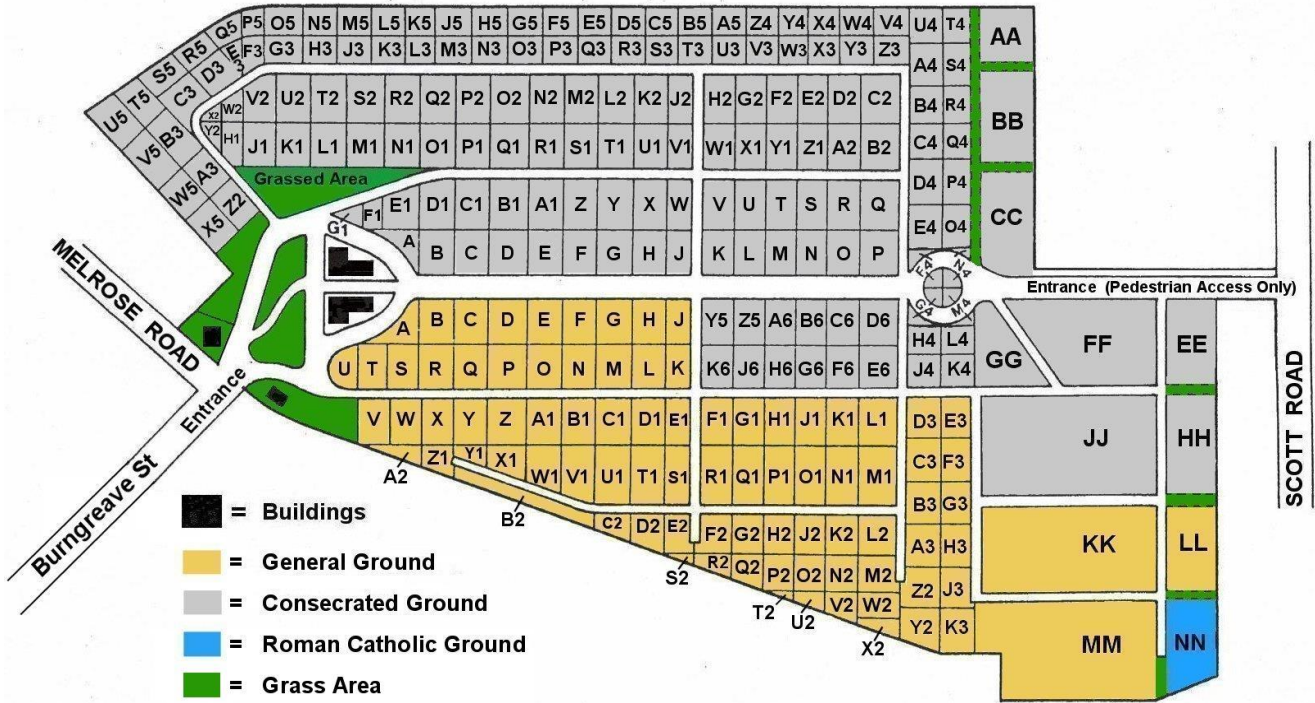 U5 T5 S5 R5 Q5 P5 O5 N5 M5 L5 K5 J5 H5 G5 F5 E5 D5 C5 B5 A5 Z4 Y4 X4 W4 V4 U4 T4 AA
V5 B3 C3 D3 E3 F3 G3 H3 J3 K3 L3 M3 N3 O3 P3 Q3 R3 S3 T3 U3 V3 W3 X3 Y3 Z3 A4 S4
X2 W2 V2 U2 T2 S2 R2 Q2 P2 O2 N2 M2 L2 K2 J2 H2 G2 F2 E2 D2 C2 B4 R4 BB
W5 A3 Y2 H1 J1 K1 L1 M1 N1 O1 P1 Q1 R1 S1 T1 U1 V1 W1 X1 Y1 Z1 A2 B2 C4 Q4
Grassed Area
D4 P4
X5 Z2 G1 F1 E1 D1 C1 B1 A1 Z Y X W V U T S R Q E4 O4 CC
A B C D E F G H J K L M N O P
F4 N4
G4 M4
Entrance (Pedestrian Access Only)
MELROSE ROAD
A B C D E F G H J Y5 Z5 A6 B6 C6 D6 H4 L4 FF EE
U T S R Q P O N M L K K6 J6 H6 G6 F6 E6 J4 K4 GG
Entrance
Burngreave St
SCOTT ROAD
V W X Y Z A1 B1 C1 D1 E1 F1 G1 H1 J1 K1 L1 D3 E3 JJ HH
A2 Z1 Y1 X1 W1 V1 U1 T1 S1 R1 Q1 P1 O1 N1 M1 C3 F3
B3 G3
B2 C2 D2 E2 F2 G2 H2 J2 K2 L2 A3 H3 KK LL
S2 R2 Q2 P2 O2 N2 M2 Z2 J3
T2 U2 V2 W2 X2 Y2 K3 MM NN
= Buildings
= General Ground
= Consecrated Ground
= Roman Catholic Ground
= Grass Area